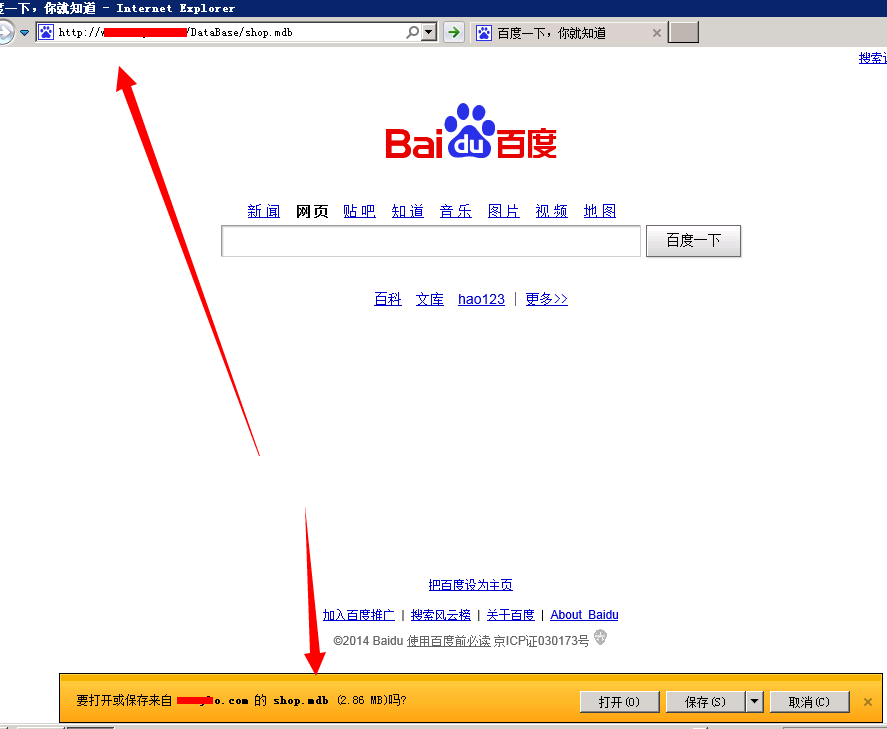 度一下，你就知道 - Internet Explorer
http://w /DataBase/shop.mdb 百度一下，你就知道
搜索设
Bai du 百度
新闻 网页 贴吧 知道 音乐 图片 视频 地图
百度一下
百科 文库 hao123 | 更多>>
把百度设为主页
加入百度推广 | 搜索风云榜 | 关于百度 | About Baidu
©2014 Baidu 使用百度前必读 京ICP证030173号
要打开或保存来自 o.com 的 shop.mdb (2.86 MB)吗? 打开(O) 保存(S) 取消(C)